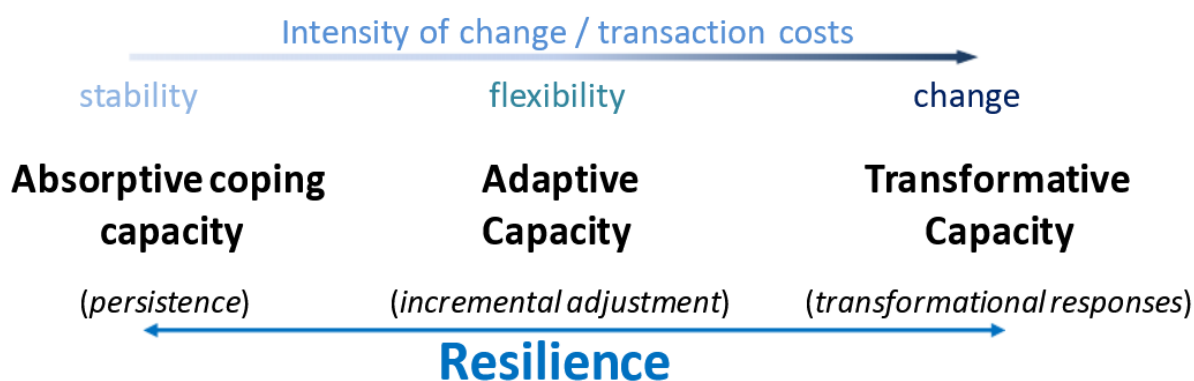 Intensity of change / transaction costs
stability flexibility change
Absorptive coping Adaptive Transformative
capacity Capacity Capacity
(persistence) (incremental adjustment) (transformational responses)
Resilience